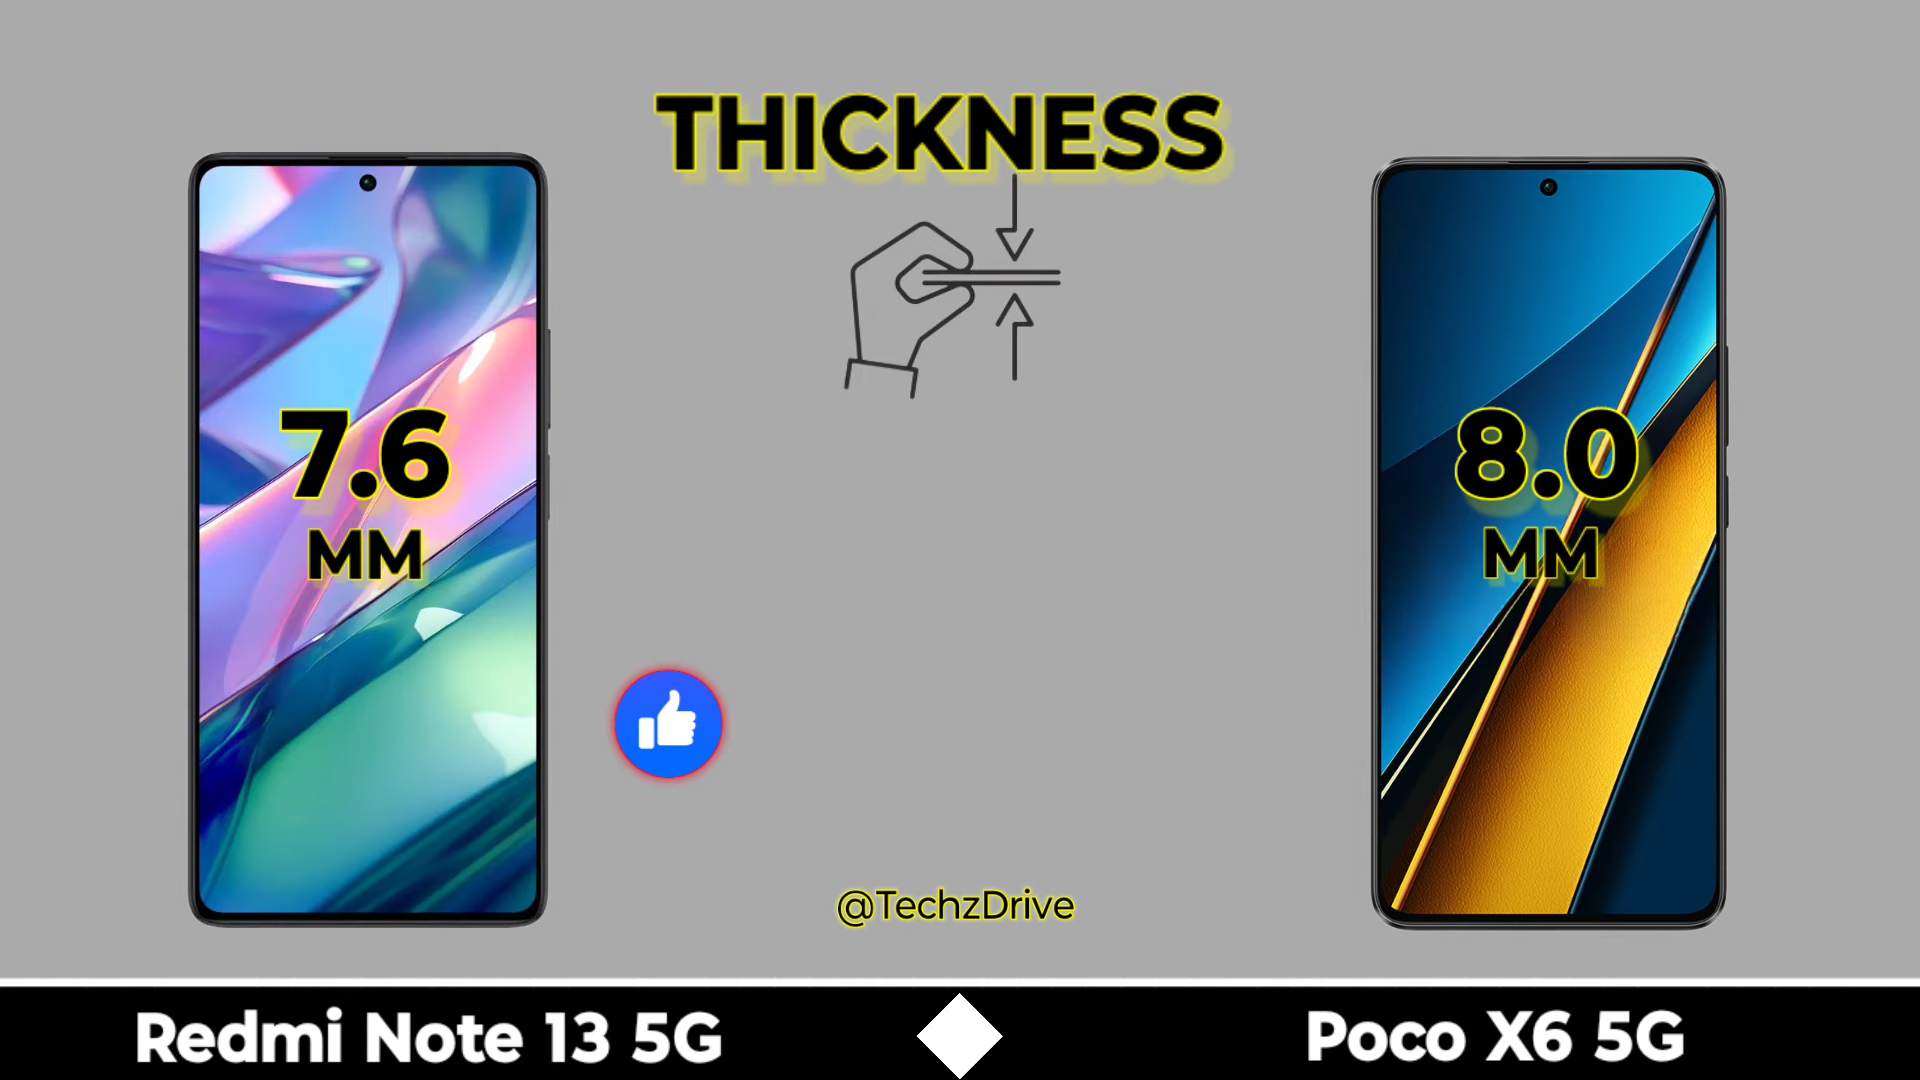 THICKNESS
7.6
MM
8.0
MM
@TechzDrive
Redmi Note 13 5G
Poco X6 5G